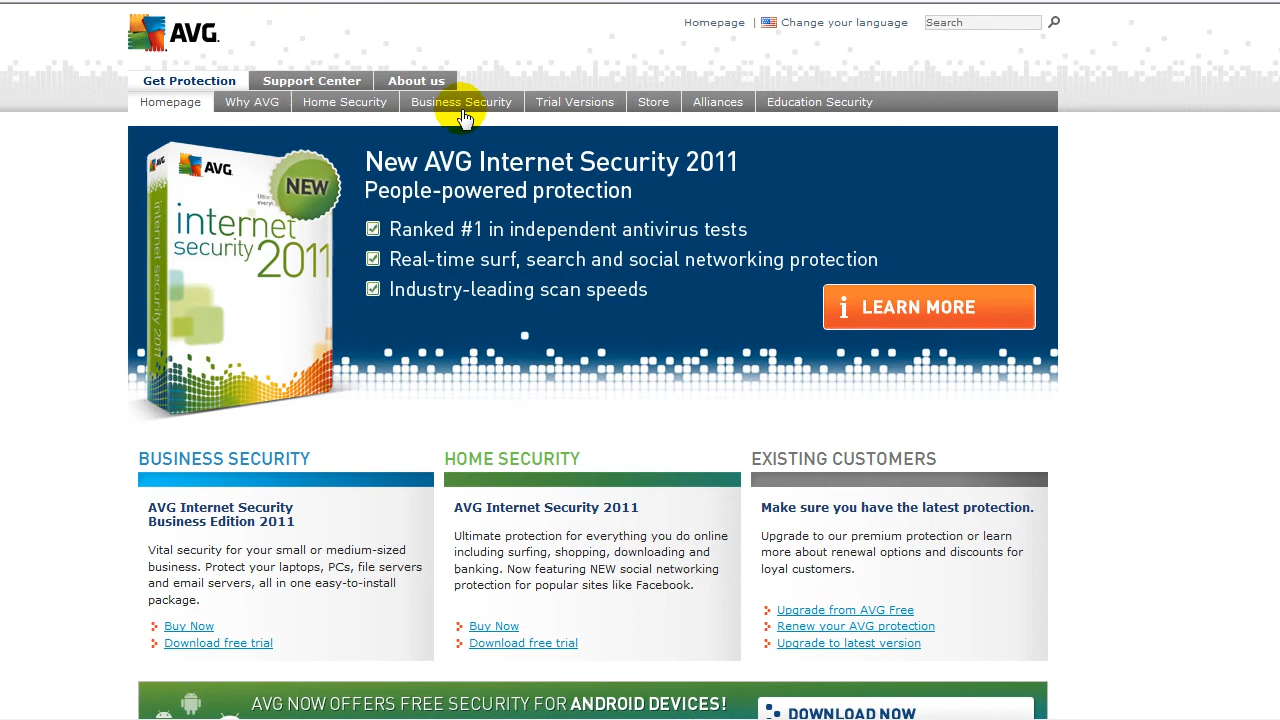 AVG.
Homepage | Change your language
Search
Get Protection Support Center About us
Homepage Why AVG Home Security Business Security Trial Versions Store Alliances Education Security
AVG.
NEW
internet
security 2011
internet security 2011
New AVG Internet Security 2011
People-powered protection
Ranked #1 in independent antivirus tests
Real-time surf, search and social networking protection
Industry-leading scan speeds
i LEARN MORE
BUSINESS SECURITY
AVG Internet Security
Business Edition 2011
Vital security for your small or medium-sized
business. Protect your laptops, PCs, file servers
and email servers, all in one easy-to-install
package.
Buy Now
Download free trial
HOME SECURITY
AVG Internet Security 2011
Ultimate protection for everything you do online
including surfing, shopping, downloading and
banking. Now featuring NEW social networking
protection for popular sites like Facebook.
Buy Now
Download free trial
EXISTING CUSTOMERS
Make sure you have the latest protection.
Upgrade to our premium protection or learn
more about renewal options and discounts for
loyal customers.
Upgrade from AVG Free
Renew your AVG protection
Upgrade to latest version
AVG NOW OFFERS FREE SECURITY FOR ANDROID DEVICES!
DOWNLOAD NOW